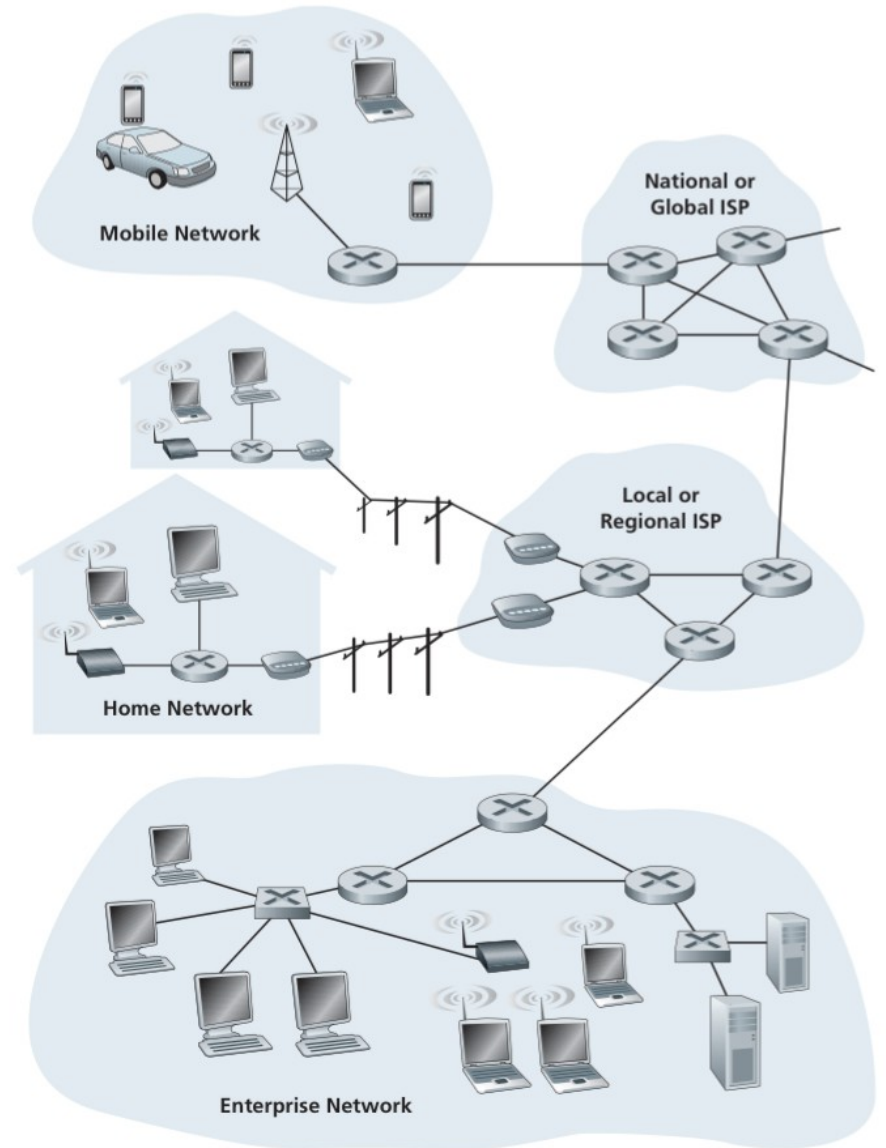 National or
Global ISP
Mobile Network
Local or
Regional ISP
Home Network
Enterprise Network